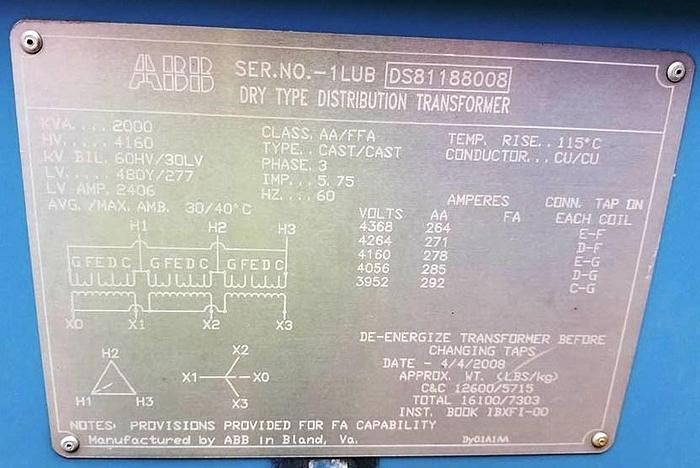 ABB SER.NO.-1LUB DS81188008
DRY TYPE DISTRIBUTION TRANSFORMER
KVA.... 2000
HV..... 4160
kV BIL. 60HV/30LV
LV..... 480Y/277
LV AMP. 2406
AVG. /MAX. AMB. 30/40°C
CLASS. AA/FFA
TYPE.. CAST/CAST
PHASE. 3
IMP... 5.75
HZ.... 60
TEMP. RISE.. 115°C
CONDUCTOR... CU/CU
AMPERES CONN. TAP ON
VOLTS AA FA EACH COIL
4368 264 E-F
4264 271 D-F
4160 278 E-G
4056 285 D-G
3952 292 C-G
H1 H2 H3
G F E D C G F E D C G F E D C
X0 X1 X2 X3
H2
H1 H3
X2
X1 X0
X3
DE-ENERGIZE TRANSFORMER BEFORE
CHANGING TAPS
DATE - 4/4/2008
APPROX. WT. (LBS/kg)
C&C 12600/5715
TOTAL 16100/7303
INST. BOOK IBXFI-00
NOTES: PROVISIONS PROVIDED FOR FA CAPABILITY
Manufactured by ABB in Bland, Va.